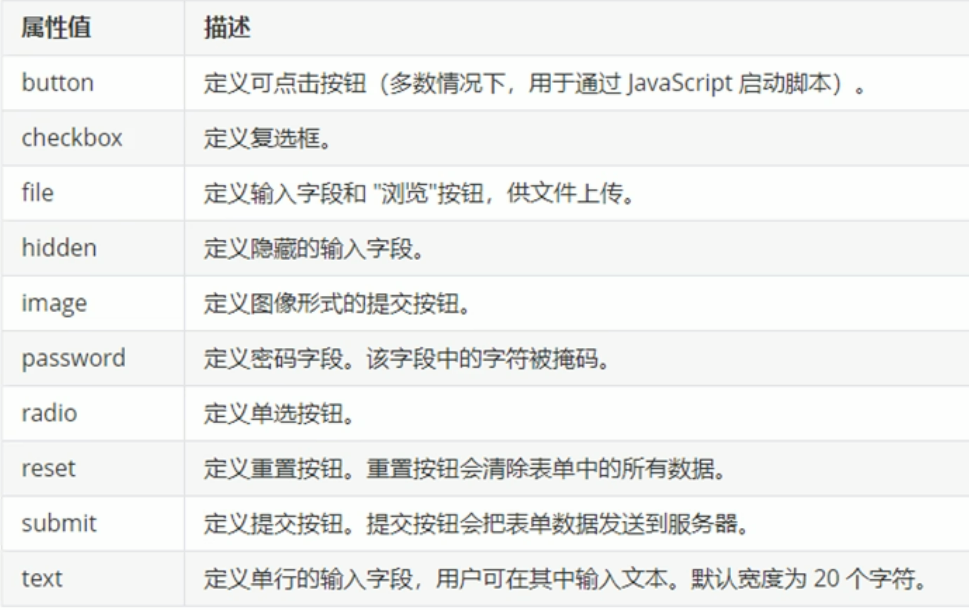 属性值 描述
button 定义可点击按钮（多数情况下，用于通过 JavaScript 启动脚本）。
checkbox 定义复选框。
file 定义输入字段和 "浏览"按钮，供文件上传。
hidden 定义隐藏的输入字段。
image 定义图像形式的提交按钮。
password 定义密码字段。该字段中的字符被掩码。
radio 定义单选按钮。
reset 定义重置按钮。重置按钮会清除表单中的所有数据。
submit 定义提交按钮。提交按钮会把表单数据发送到服务器。
text 定义单行的输入字段，用户可在其中输入文本。默认宽度为 20 个字符。